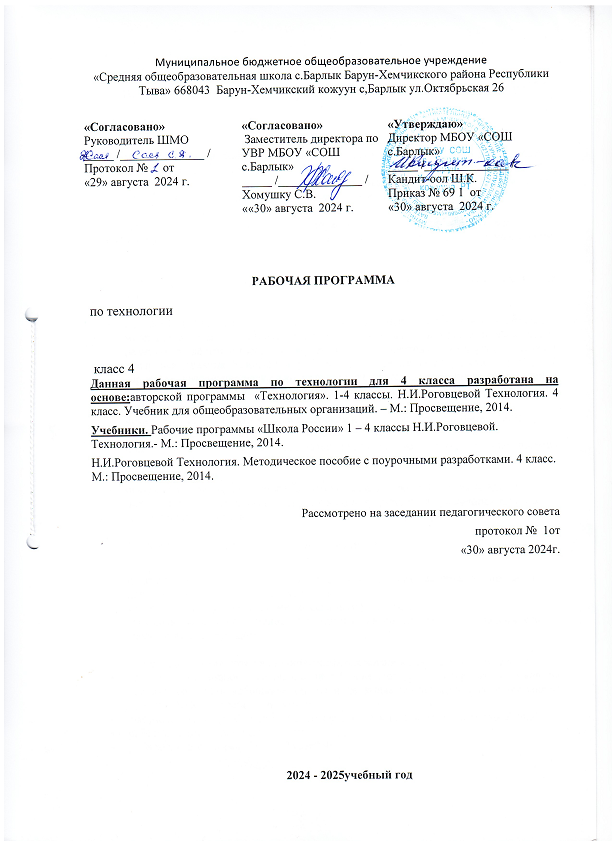 Муниципальное бюджетное общеобразовательное учреждение
«Средняя общеобразовательная школа с.Барлык Барун-Хемчикского района Республики
Тыва» 668043 Барун-Хемчикский кожуун с,Барлык ул.Октябрьская 26
«Согласовано»
Руководитель ШМО
/ /
Протокол № от
«29» августа 2024 г.
«Согласовано»
Заместитель директора по
УВР МБОУ «СОШ
с.Барлык»
/ /
Хомушку С.В.
««30» августа 2024 г.
«Утверждаю»
Директор МБОУ «СОШ
с.Барлык»
Кандит-оол Ш.К.
Приказ № 69 1 от
«30» августа 2024 г.
РАБОЧАЯ ПРОГРАММА
по технологии
класс 4
Данная рабочая программа по технологии для 4 класса разработана на
основе:авторской программы «Технология». 1-4 классы. Н.И.Роговцевой Технология. 4
класс. Учебник для общеобразовательных организаций. – М.: Просвещение, 2014.
Учебники. Рабочие программы «Школа России» 1 – 4 классы Н.И.Роговцевой.
Технология.- М.: Просвещение, 2014.
Н.И.Роговцевой Технология. Методическое пособие с поурочными разработками. 4 класс.
М.: Просвещение, 2014.
Рассмотрено на заседании педагогического совета
протокол № 1от
«30» августа 2024г.
2024 - 2025учебный год